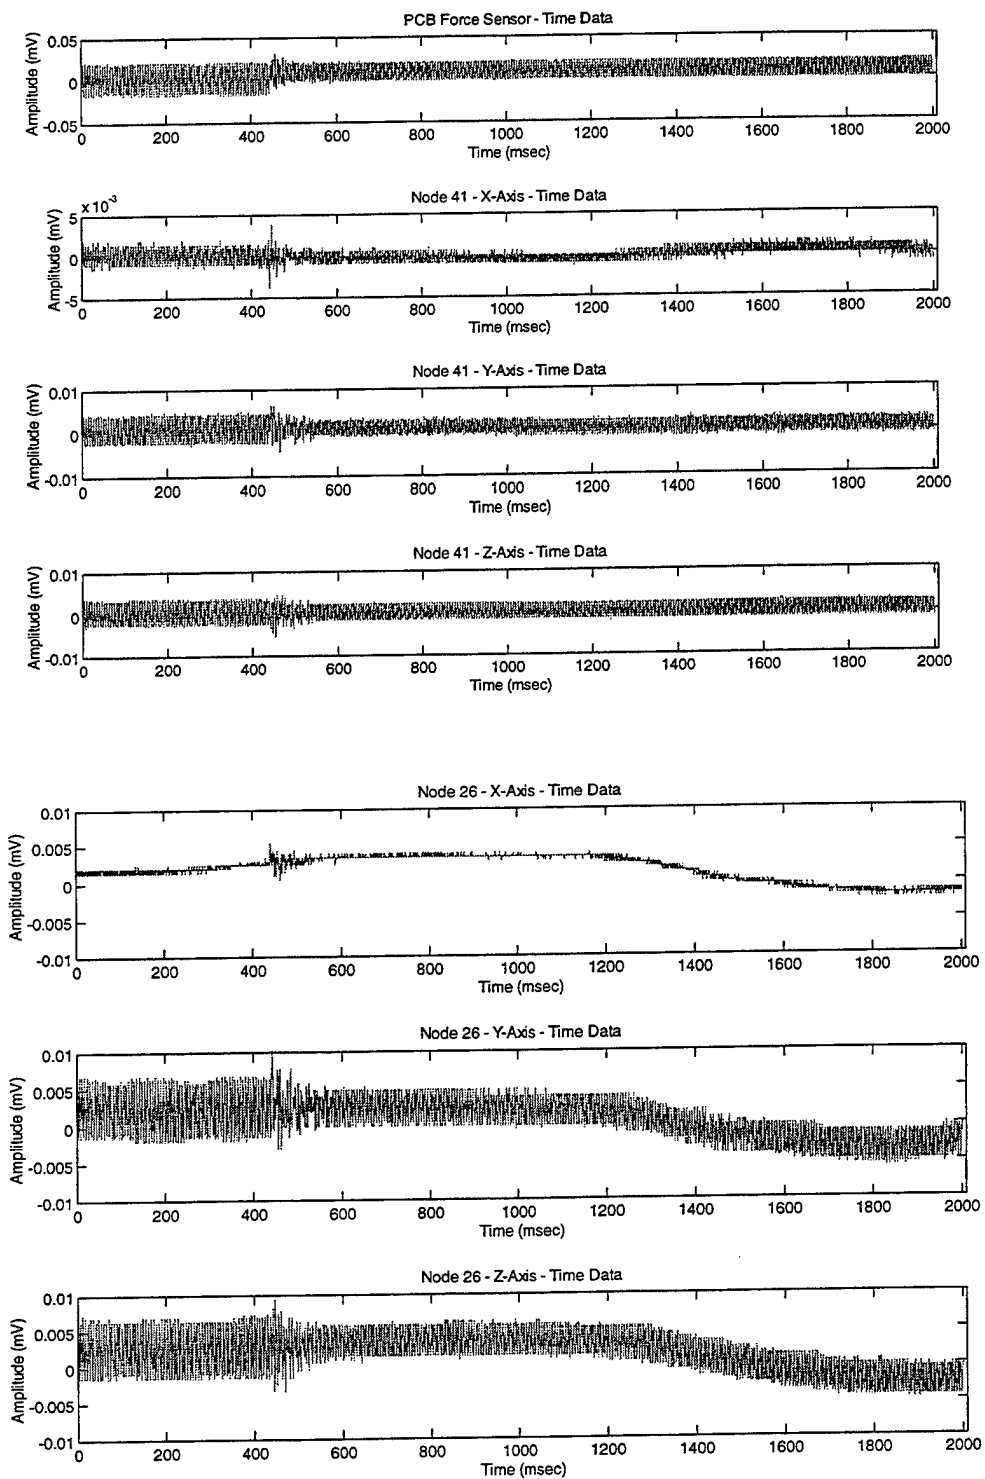 PCB Force Sensor - Time Data
Amplitude (mV)
0.05
0
-0.05
0 200 400 600 800 1000 1200 1400 1600 1800 2000
Time (msec)
Node 41 - X-Axis - Time Data
x 10-3
Amplitude (mV)
5
0
-5
0 200 400 600 800 1000 1200 1400 1600 1800 2000
Time (msec)
Node 41 - Y-Axis - Time Data
Amplitude (mV)
0.01
0
-0.01
0 200 400 600 800 1000 1200 1400 1600 1800 2000
Time (msec)
Node 41 - Z-Axis - Time Data
Amplitude (mV)
0.01
0
-0.01
0 200 400 600 800 1000 1200 1400 1600 1800 2000
Time (msec)
Node 26 - X-Axis - Time Data
Amplitude (mV)
0.01
0.005
0
-0.005
-0.01
0 200 400 600 800 1000 1200 1400 1600 1800 2000
Time (msec)
Node 26 - Y-Axis - Time Data
Amplitude (mV)
0.01
0.005
0
-0.005
-0.01
0 200 400 600 800 1000 1200 1400 1600 1800 2000
Time (msec)
Node 26 - Z-Axis - Time Data
Amplitude (mV)
0.01
0.005
0
-0.005
-0.01
0 200 400 600 800 1000 1200 1400 1600 1800 2000
Time (msec)